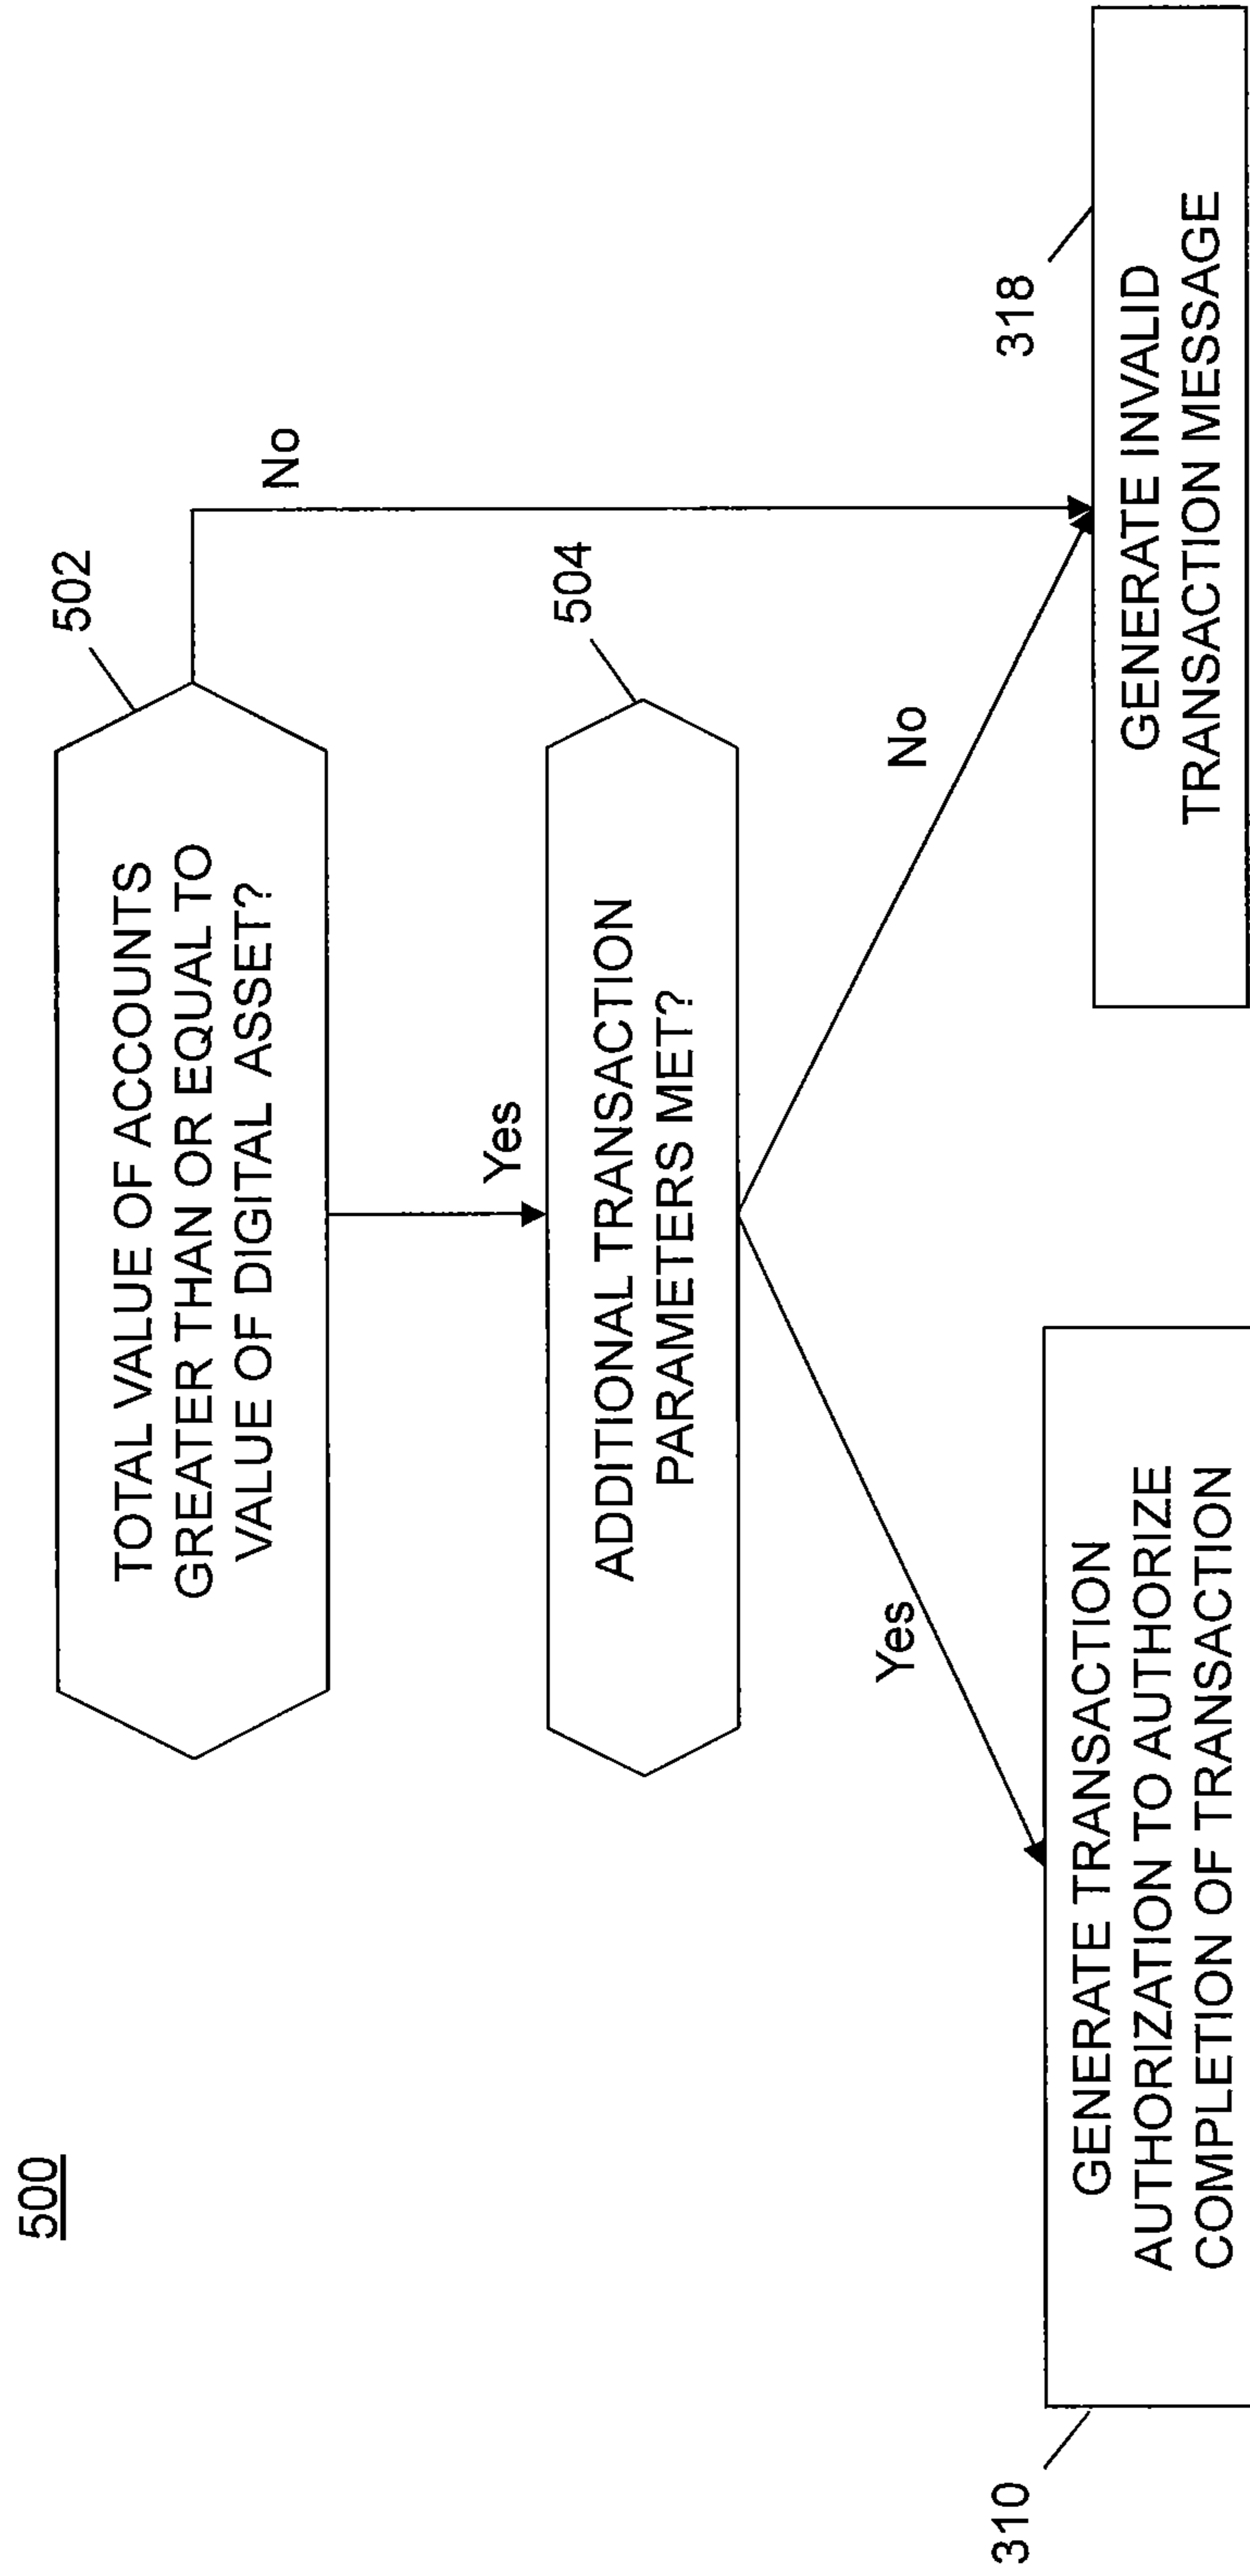 500
502
TOTAL VALUE OF ACCOUNTS
GREATER THAN OR EQUAL TO
VALUE OF DIGITAL ASSET?
No
Yes
504
ADDITIONAL TRANSACTION
PARAMETERS MET?
Yes
No
310
GENERATE TRANSACTION
AUTHORIZATION TO AUTHORIZE
COMPLETION OF TRANSACTION
318
GENERATE INVALID
TRANSACTION MESSAGE